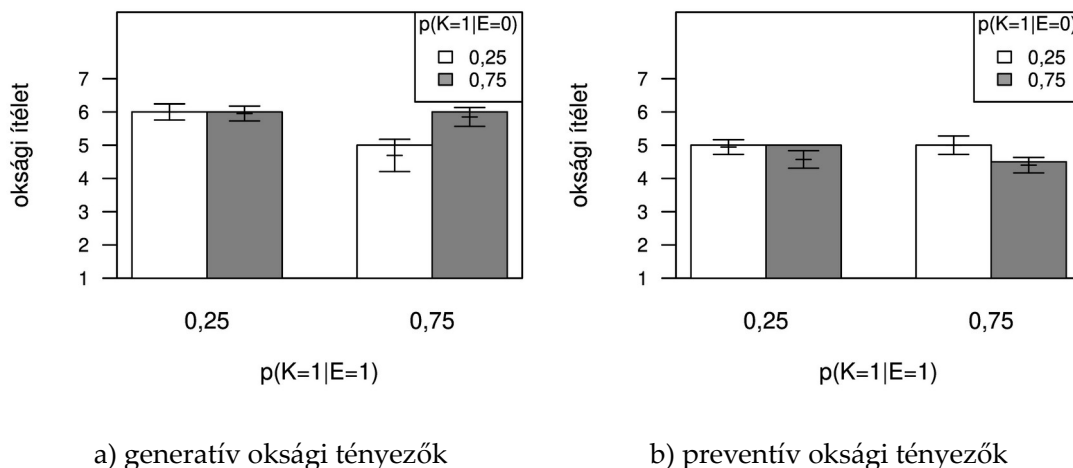 p(K=1|E=0)
0,25
0,75
oksági ítélet
7
6
5
4
3
2
1
0,25 0,75
p(K=1|E=1)
a) generatív oksági tényezők
p(K=1|E=0)
0,25
0,75
oksági ítélet
7
6
5
4
3
2
1
0,25 0,75
p(K=1|E=1)
b) preventív oksági tényezők